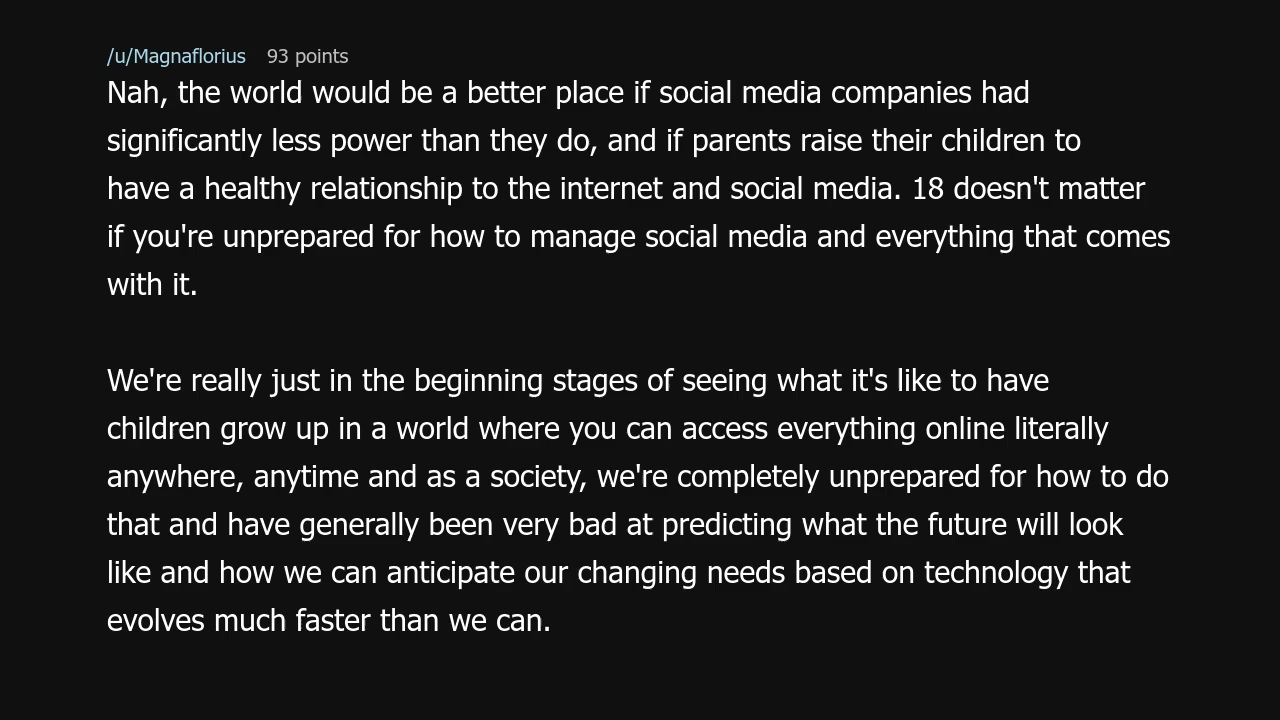 /u/Magnaflorius 93 points
Nah, the world would be a better place if social media companies had
significantly less power than they do, and if parents raise their children to
have a healthy relationship to the internet and social media. 18 doesn't matter
if you're unprepared for how to manage social media and everything that comes
with it.
We're really just in the beginning stages of seeing what it's like to have
children grow up in a world where you can access everything online literally
anywhere, anytime and as a society, we're completely unprepared for how to do
that and have generally been very bad at predicting what the future will look
like and how we can anticipate our changing needs based on technology that
evolves much faster than we can.